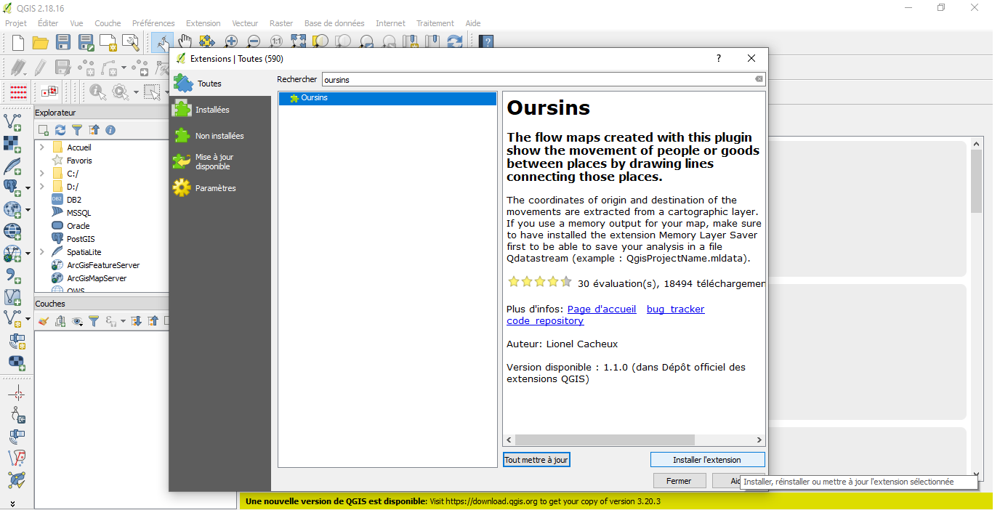 QGIS 2.18.16
Projet Éditer Vue Couche Préférences Extension Vecteur Raster Base de données Internet Traitement Aide
Extensions | Toutes (590)
?
Toutes
Installées
Non installées
Mise à jour
disponible
Paramètres
Rechercher oursins
Oursins
Oursins
The flow maps created with this plugin
show the movement of people or goods
between places by drawing lines
connecting those places.
The coordinates of origin and destination of the
movements are extracted from a cartographic layer.
If you use a memory output for your map, make sure
to have installed the extension Memory Layer Saver
first to be able to save your analysis in a file
Qdatastream (example : QgisProjectName.mldata).
30 évaluation(s), 18494 téléchargemen
Plus d'infos: Page d'accueil bug_tracker
code_repository
Auteur: Lionel Cacheux
Version disponible : 1.1.0 (dans Dépôt officiel des
extensions QGIS)
Tout mettre à jour
Installer l'extension
Fermer
Installer, réinstaller ou mettre à jour l'extension sélectionnée
Explorateur
Accueil
Favoris
C:/
D:/
DB2 DB2
MSSQL
Oracle
PostGIS
SpatiaLite
ArcGisFeatureServer
ArcGisMapServer
OWS
Couches
Une nouvelle version de QGIS est disponible: Visit https://download.qgis.org to get your copy of version 3.20.3